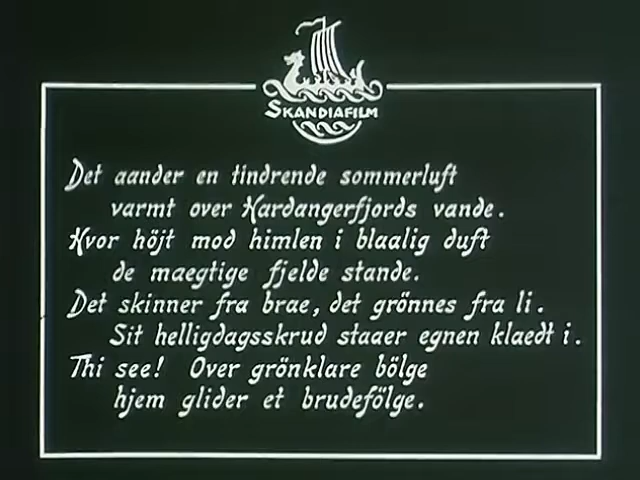 SKANDIAFILM
Det aander en tindrende sommerluft
varmt over Hardangerfjords vande.
Hvor höjt mod himlen i blaalig duft
de maegtige fjelde stande.
Det skinner fra brae, det grönnes fra li.
Sit helligdagsskrud staaer egnen klaedt i.
Thi see! Over grönklare bölge
hjem glider et brudefölge.